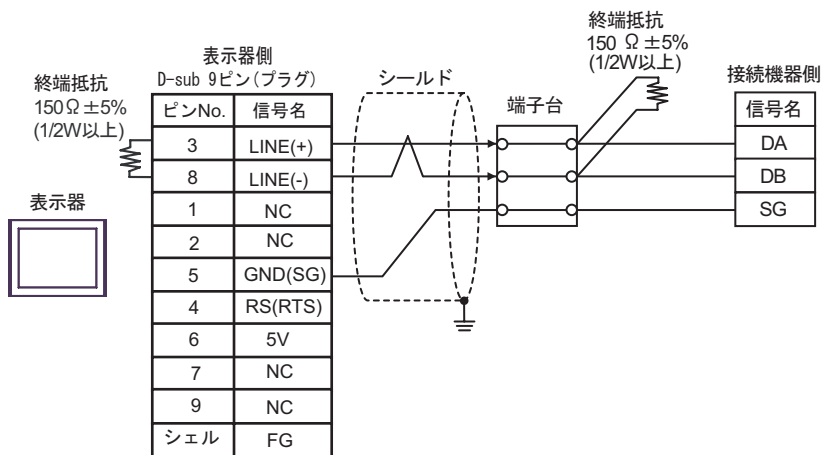 終端抵抗
150 Ω ±5%
(1/2W以上)
表示器側
D-sub 9ピン(プラグ)
シールド
端子台
接続機器側
終端抵抗
150Ω±5%
(1/2W以上)
表示器
ピンNo. 信号名
3 LINE(+)
8 LINE(-)
1 NC
2 NC
5 GND(SG)
4 RS(RTS)
6 5V
7 NC
9 NC
シェル FG
信号名
DA
DB
SG